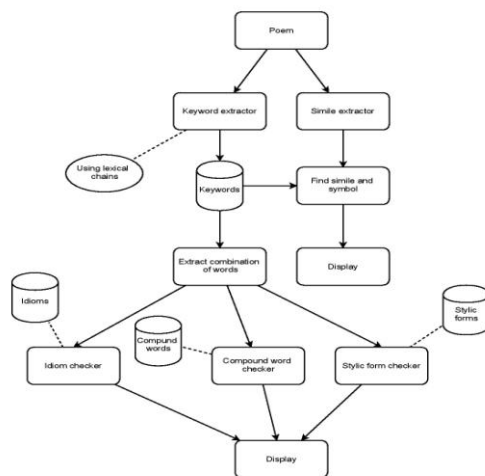 Poem
Keyword extractor
Simile extractor
Using lexical
chains
Keywords
Find simile and
symbol
Extract combination
of words
Display
Idioms
Stylic
forms
Compund
words
Idiom checker
Compound word
checker
Stylic form checker
Display